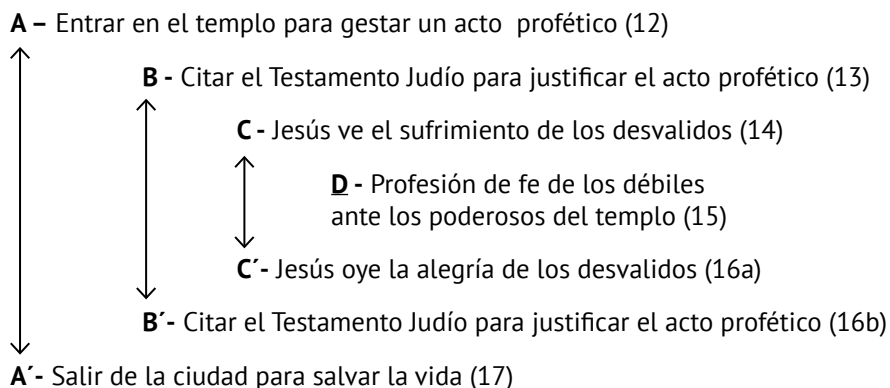 A – Entrar en el templo para gestar un acto profético (12)
B - Citar el Testamento Judío para justificar el acto profético (13)
C - Jesús ve el sufrimiento de los desvalidos (14)
D - Profesión de fe de los débiles
ante los poderosos del templo (15)
C´- Jesús oye la alegría de los desvalidos (16a)
B´- Citar el Testamento Judío para justificar el acto profético (16b)
A´- Salir de la ciudad para salvar la vida (17)